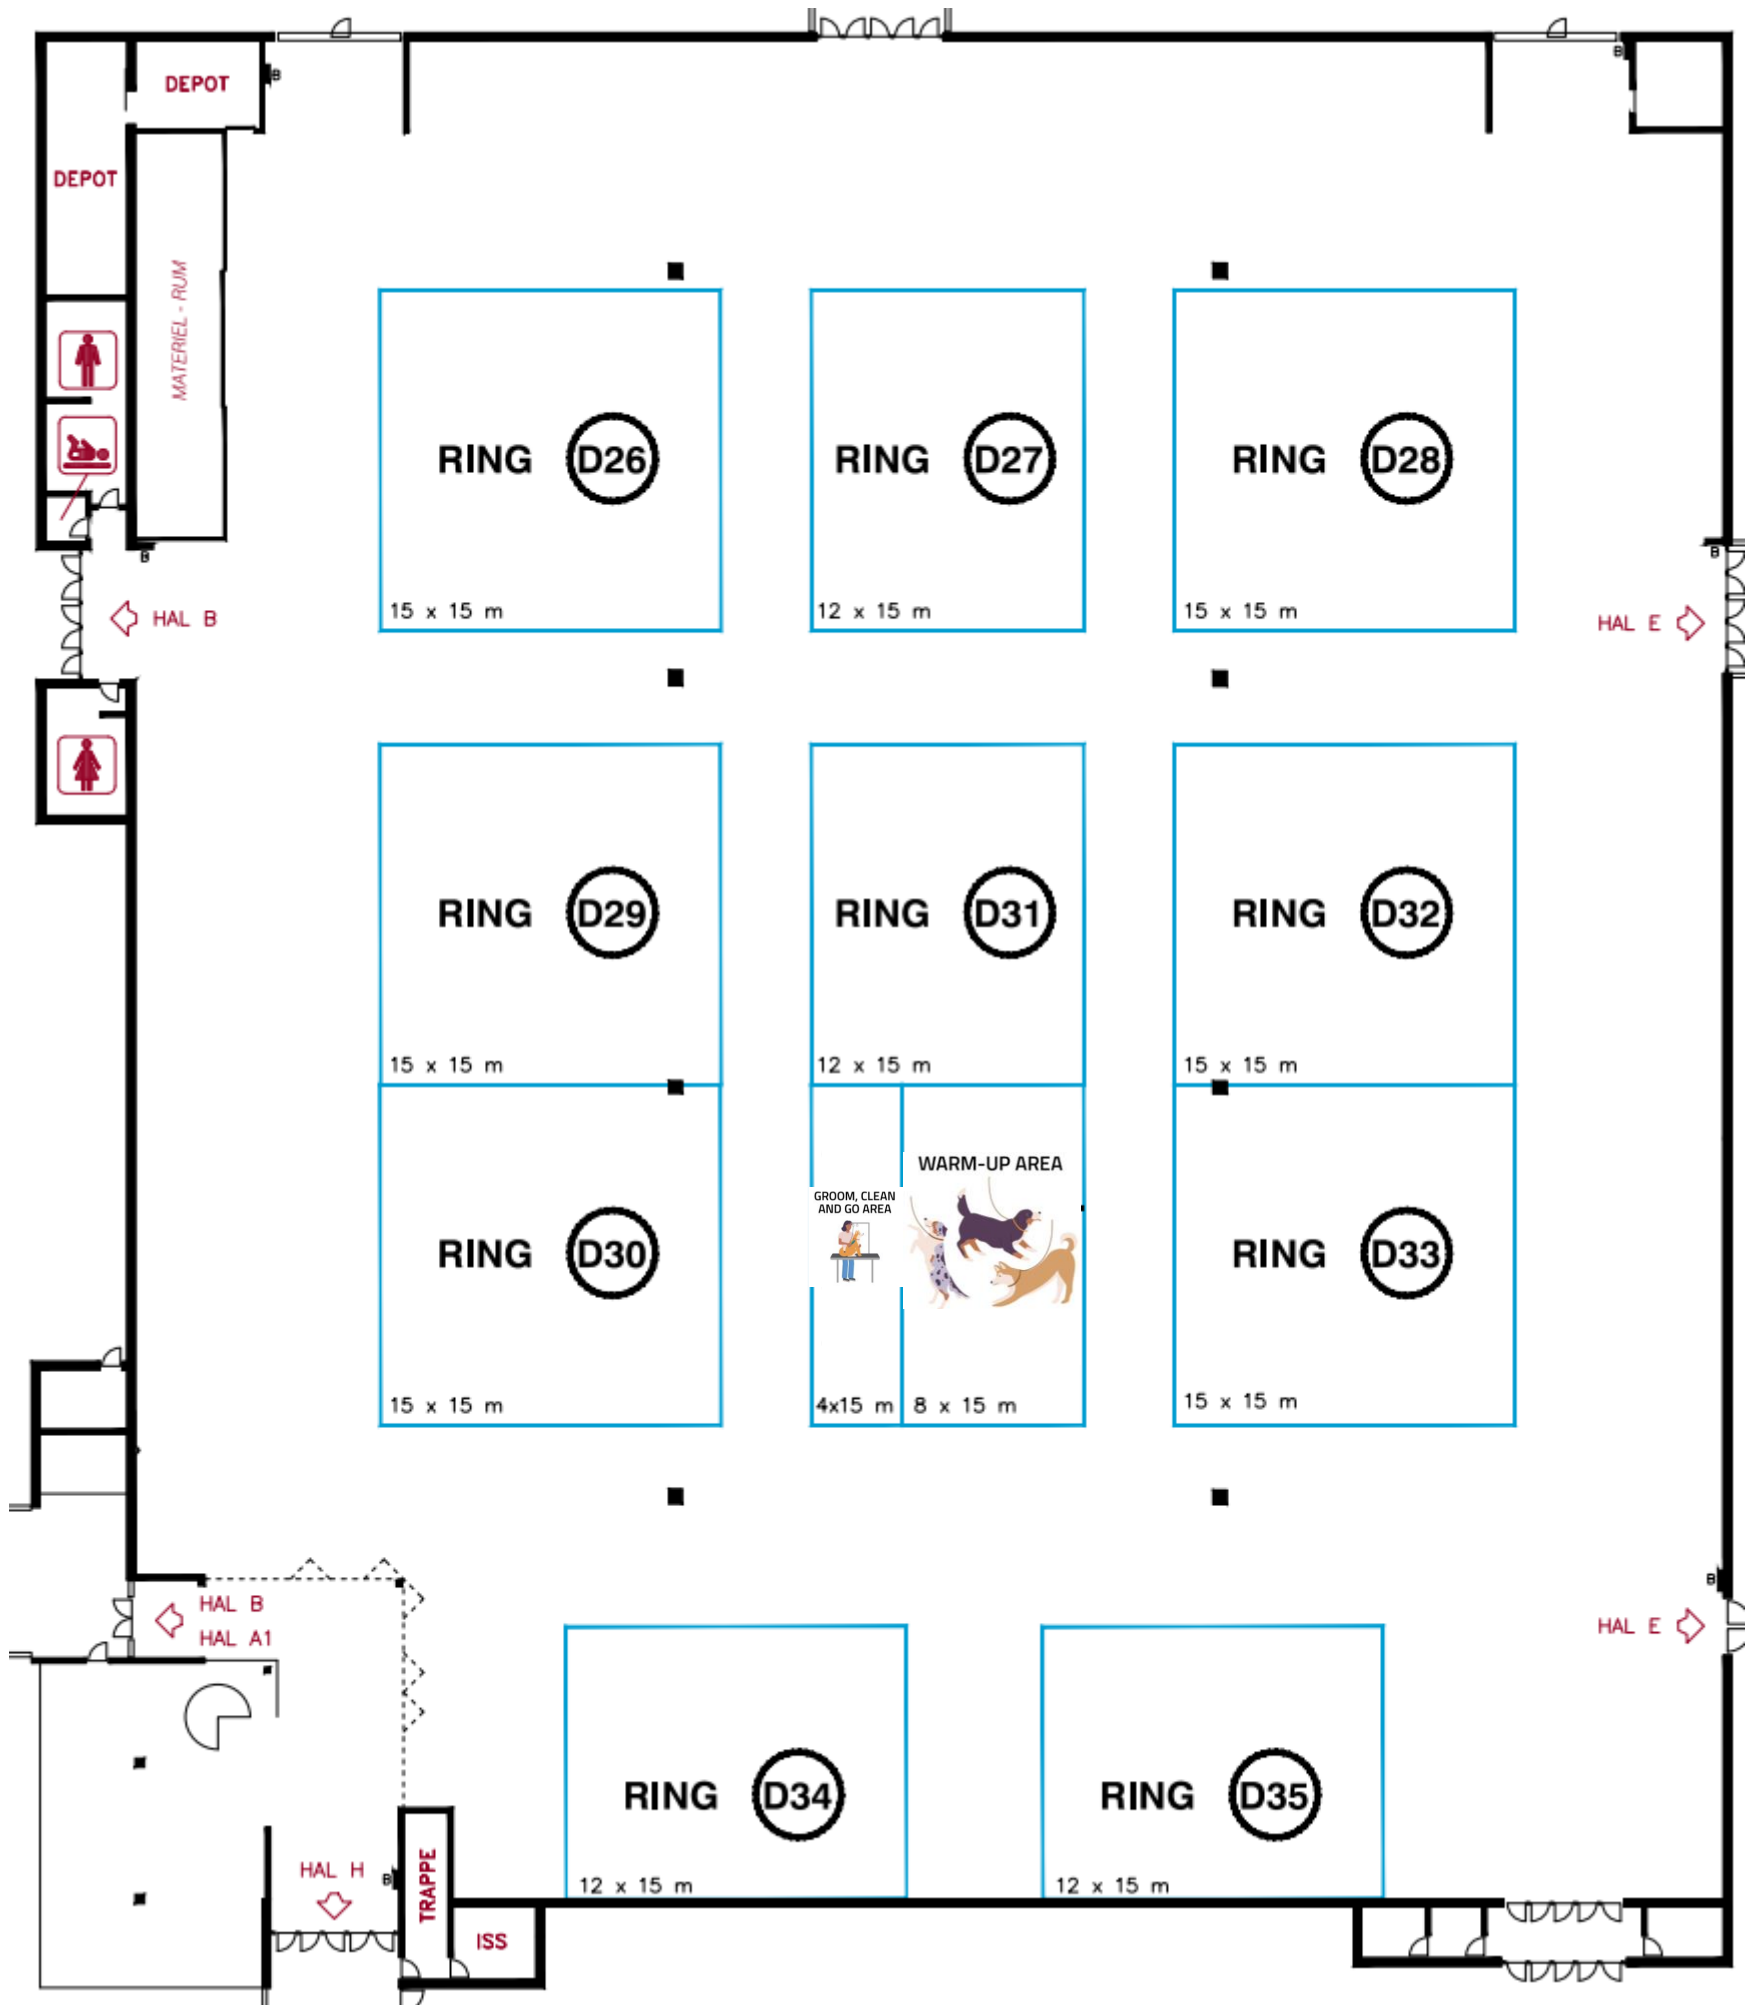 DEPOT
B
B
DEPOT
MATERIEL - RUM
RING D26
RING D27
RING D28
15 x 15 m
12 x 15 m
15 x 15 m
B
B
HAL B
HAL E
RING D29
RING D31
RING D32
15 x 15 m
12 x 15 m
15 x 15 m
WARM-UP AREA
GROOM, CLEAN
AND GO AREA
RING D30
RING D33
15 x 15 m
4x15 m
8 x 15 m
15 x 15 m
B
HAL B
HAL A1
HAL E
RING D34
RING D35
HAL H
B
TRAPPE
12 x 15 m
12 x 15 m
ISS